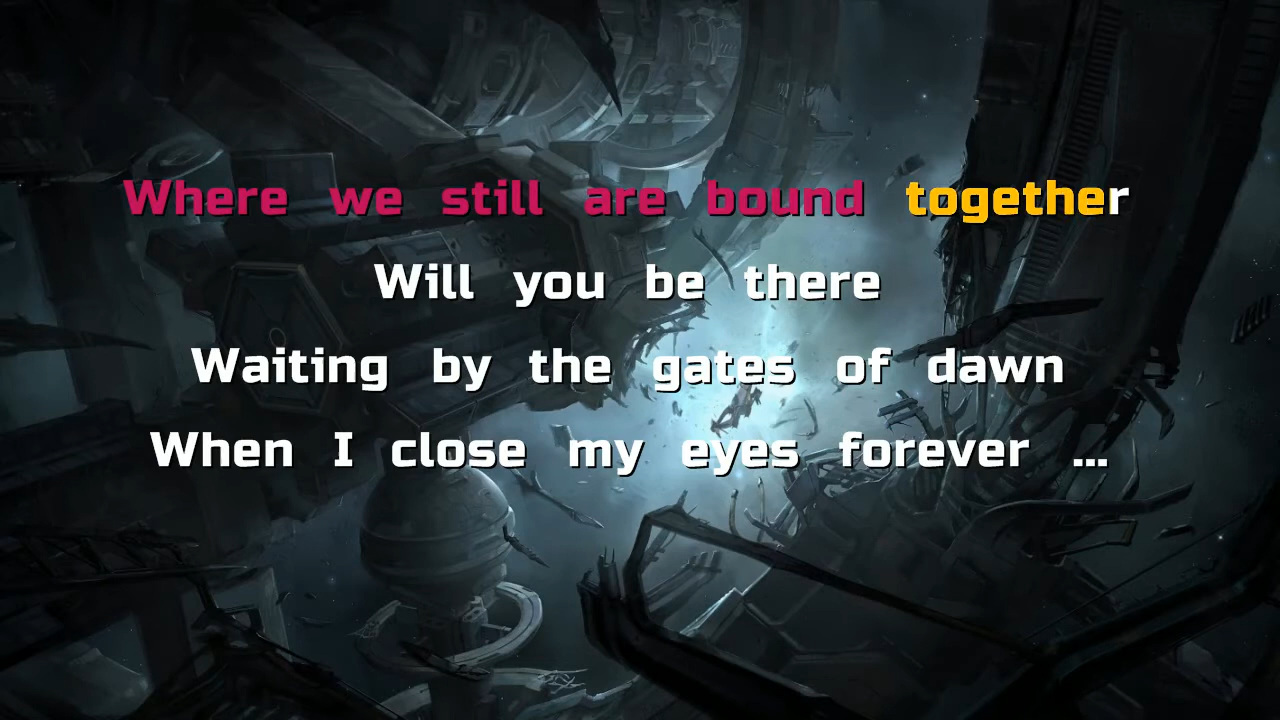 Where we still are bound together
Will you be there
Waiting by the gates of dawn
When I close my eyes forever ...